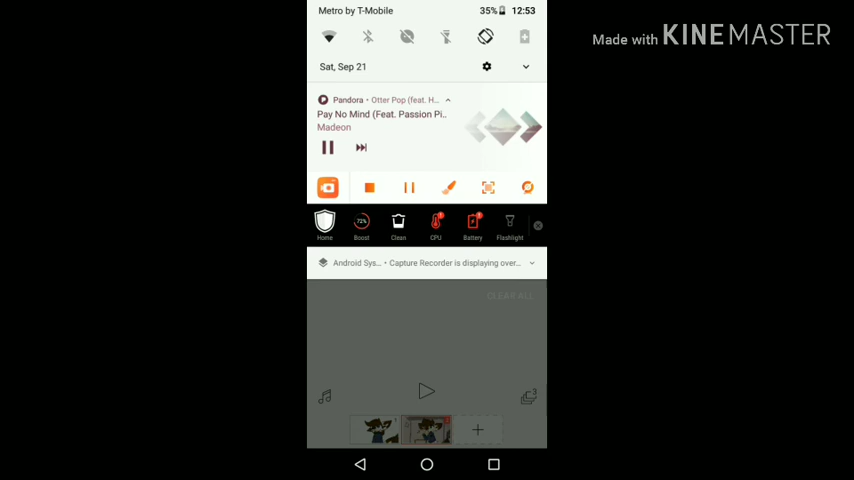 Metro by T-Mobile 35% 12:53
Made with KINEMASTER
Sat, Sep 21
Pandora • Otter Pop (feat. H...
Pay No Mind (Feat. Passion Pi..
Madeon
72%
Home Boost Clean CPU Battery Flashlight
Android Sys... • Capture Recorder is displaying over...
CLEAR ALL
3